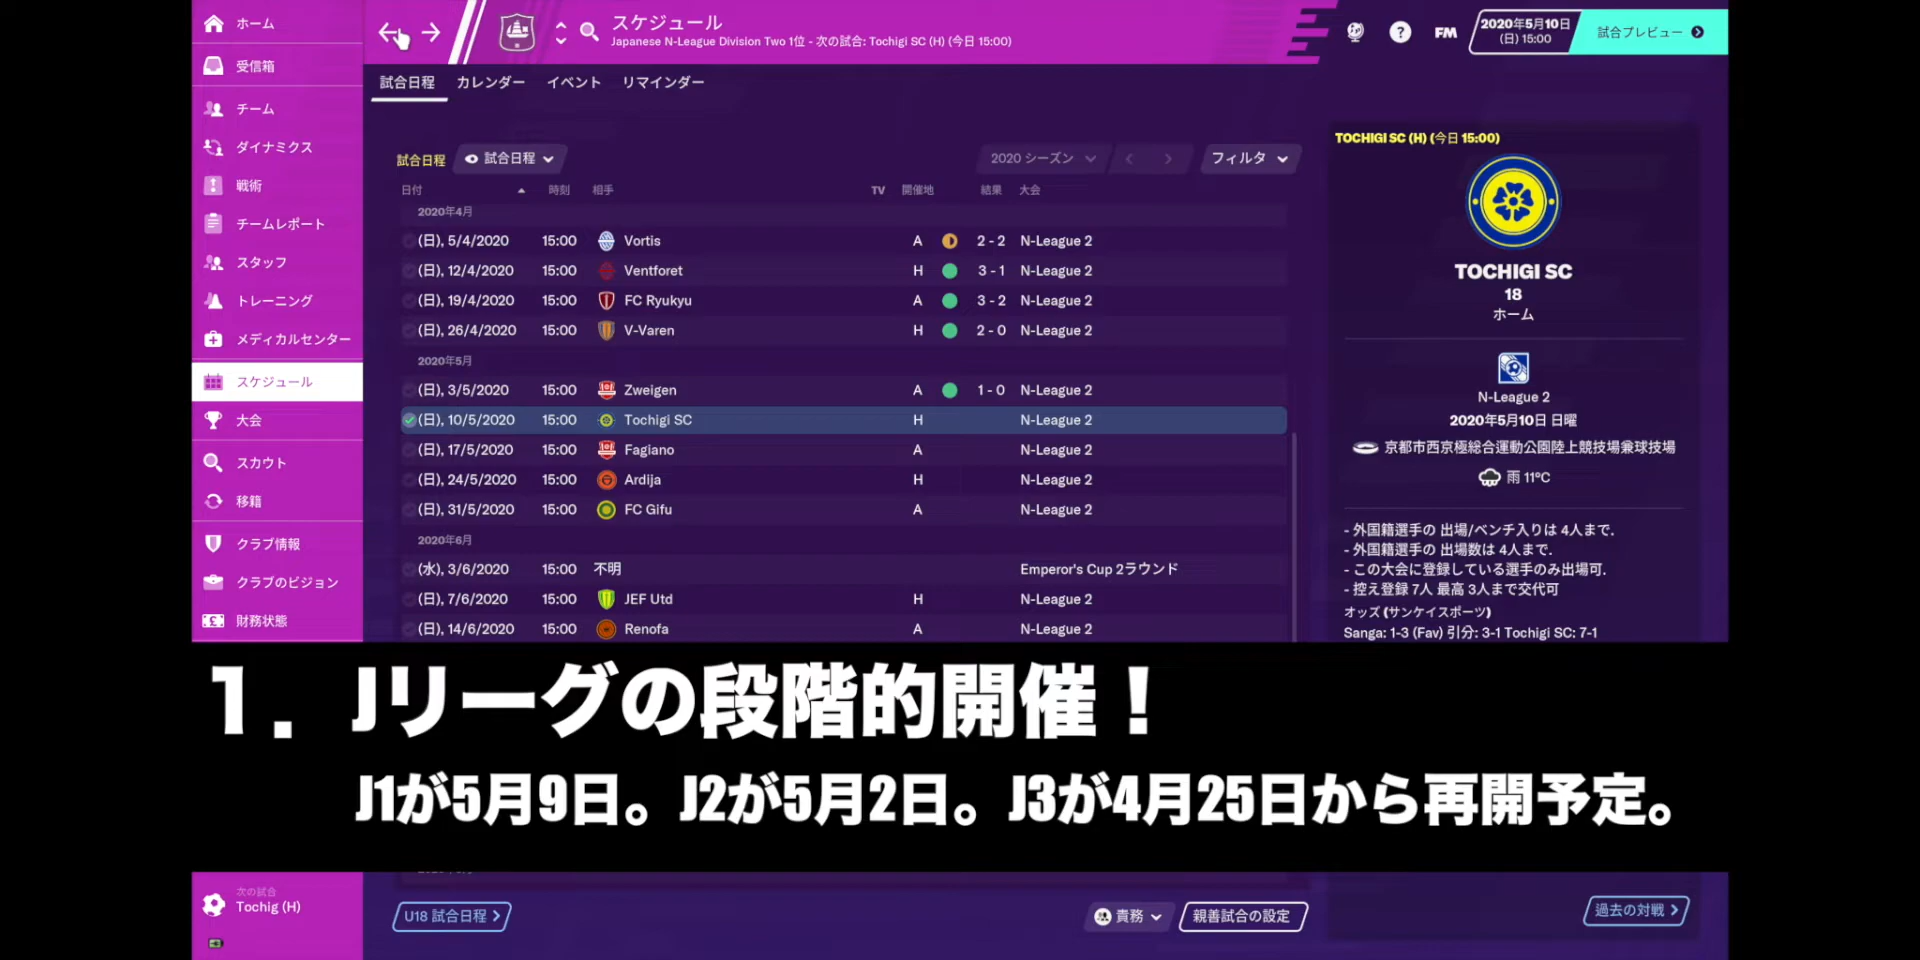 ホーム
受信箱
チーム
ダイナミクス
戦術
チームレポート
スタッフ
トレーニング
メディカルセンター
スケジュール
大会
スカウト
移籍
クラブ情報
クラブのビジョン
財務状態
スケジュール
Japanese N-League Division Two 1位 - 次の試合: Tochigi SC (H) (今日 15:00)
FM
2020年5月10日
(日) 15:00
試合プレビュー
試合日程 カレンダー イベント リマインダー
試合日程 試合日程 2020 シーズン フィルタ
日付 時刻 相手 TV 開催地 結果 大会
2020年4月
(日), 5/4/2020 15:00 Vortis A 2 - 2 N-League 2
(日), 12/4/2020 15:00 Ventforet H 3 - 1 N-League 2
(日), 19/4/2020 15:00 FC Ryukyu A 3 - 2 N-League 2
(日), 26/4/2020 15:00 V-Varen H 2 - 0 N-League 2
2020年5月
(日), 3/5/2020 15:00 Zweigen A 1 - 0 N-League 2
(日), 10/5/2020 15:00 Tochigi SC H N-League 2
(日), 17/5/2020 15:00 Fagiano A N-League 2
(日), 24/5/2020 15:00 Ardija H N-League 2
(日), 31/5/2020 15:00 FC Gifu A N-League 2
2020年6月
(水), 3/6/2020 15:00 不明 Emperor's Cup 2ラウンド
(日), 7/6/2020 15:00 JEF Utd H N-League 2
(日), 14/6/2020 15:00 Renofa A N-League 2
TOCHIGI SC (H) (今日 15:00)
TOCHIGI SC
18
ホーム
N-League 2
2020年5月10日 日曜
京都市西京極総合運動公園陸上競技場兼球技場
雨 11°C
- 外国籍選手の 出場/ベンチ入りは 4人まで.
- 外国籍選手の 出場数は 4人まで.
- この大会に登録している選手のみ出場可.
- 控え登録 7人 最高 3人まで交代可
オッズ (サンケイスポーツ)
Sanga: 1-3 (Fav) 引分: 3-1 Tochigi SC: 7-1
1．Jリーグの段階的開催！
J1が5月9日。J2が5月2日。J3が4月25日から再開予定。
次の試合
Tochig (H)
U18 試合日程
責務
親善試合の設定
過去の対戦